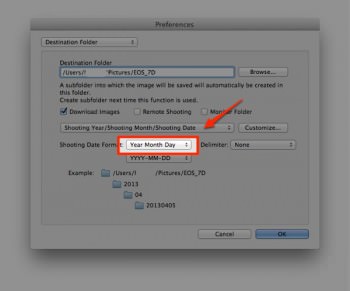 Preferences
Destination Folder
Destination Folder
/Users/! 'Pictures/EOS_7D Browse...
A subfolder into which the image will be saved will automatically be created in
this folder.
Create subfolder next time this function is used.
Download Images Remote Shooting Monitor Folder
Shooting Year/Shooting Month/Shooting Date Customize...
Shooting Date Format: Year Month Day Delimiter: None
YYYY-MM-DD
Example: /Users/! /Pictures/EOS_7D
2013
04
20130405
Cancel OK